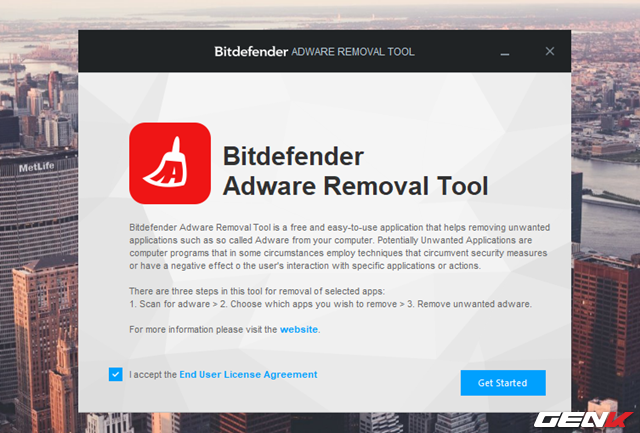 Bitdefender ADWARE REMOVAL TOOL
MetLife
Bitdefender
Adware Removal Tool
Bitdefender Adware Removal Tool is a free and easy-to-use application that helps removing unwanted
applications such as so called Adware from your computer. Potentially Unwanted Applications are
computer programs that in some circumstances employ techniques that circumvent security measures
or have a negative effect o the user's interaction with specific applications or actions.
There are three steps in this tool for removal of selected apps:
1. Scan for adware > 2. Choose which apps you wish to remove > 3. Remove unwanted adware.
For more information please visit the website.
I accept the End User License Agreement
Get Started
GENK